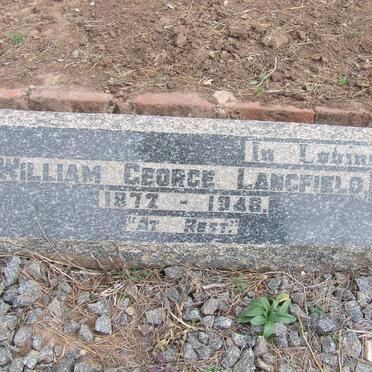 In Loving
William George Langfield,
1872 - 1948.
"At Rest."